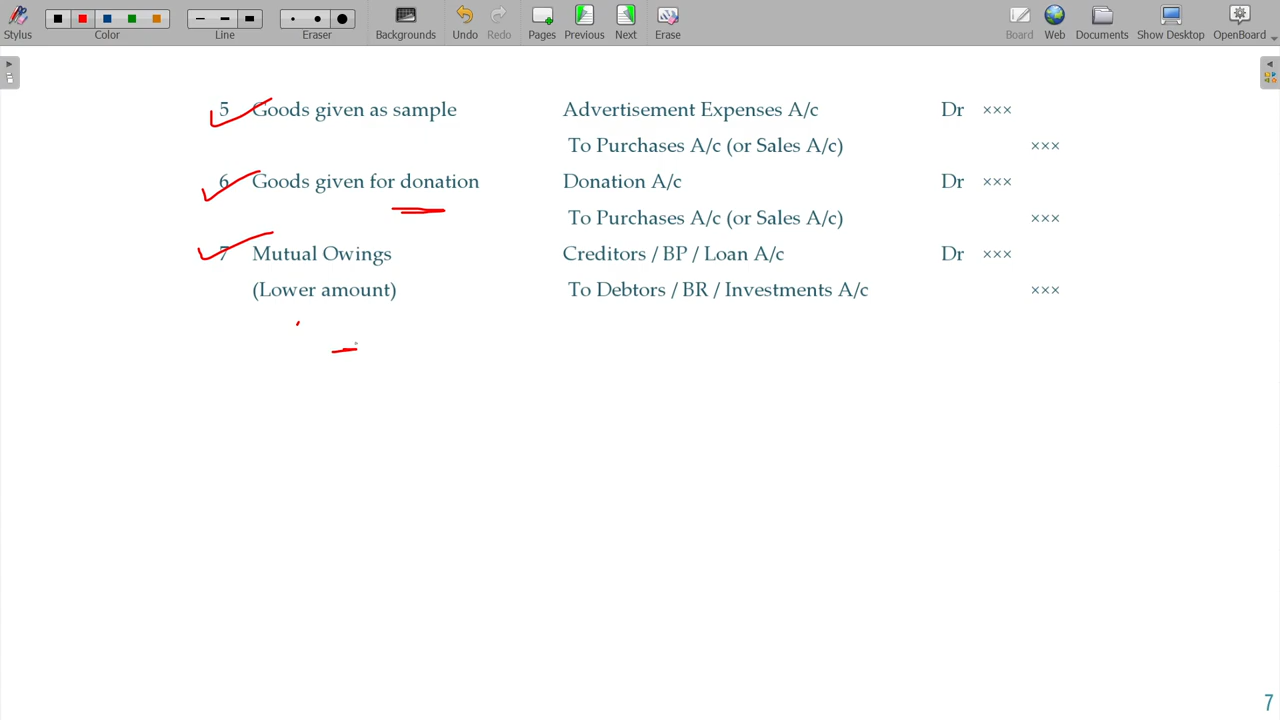 Stylus Color Line Eraser Backgrounds Undo Redo Pages Previous Next Erase Board Web Documents Show Desktop OpenBoard
5 Goods given as sample Advertisement Expenses A/c Dr ×××
To Purchases A/c (or Sales A/c) ×××
6 Goods given for donation Donation A/c Dr ×××
To Purchases A/c (or Sales A/c) ×××
7 Mutual Owings Creditors / BP / Loan A/c Dr ×××
(Lower amount) To Debtors / BR / Investments A/c ×××
7